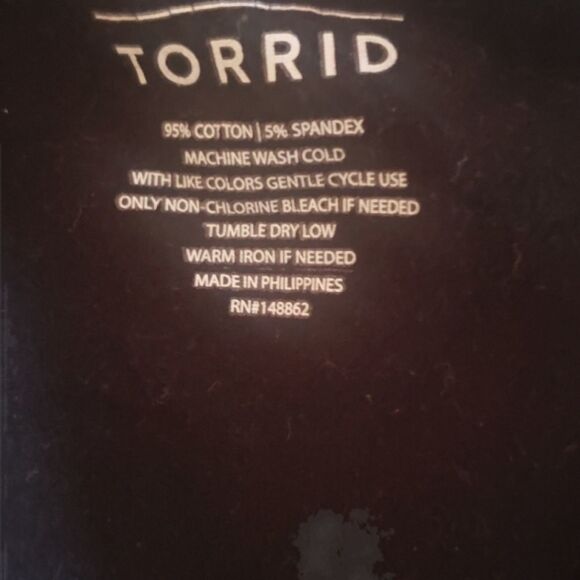 TORRID
95% COTTON | 5% SPANDEX
MACHINE WASH COLD
WITH LIKE COLORS GENTLE CYCLE USE
ONLY NON-CHLORINE BLEACH IF NEEDED
TUMBLE DRY LOW
WARM IRON IF NEEDED
MADE IN PHILIPPINES
RN#148862